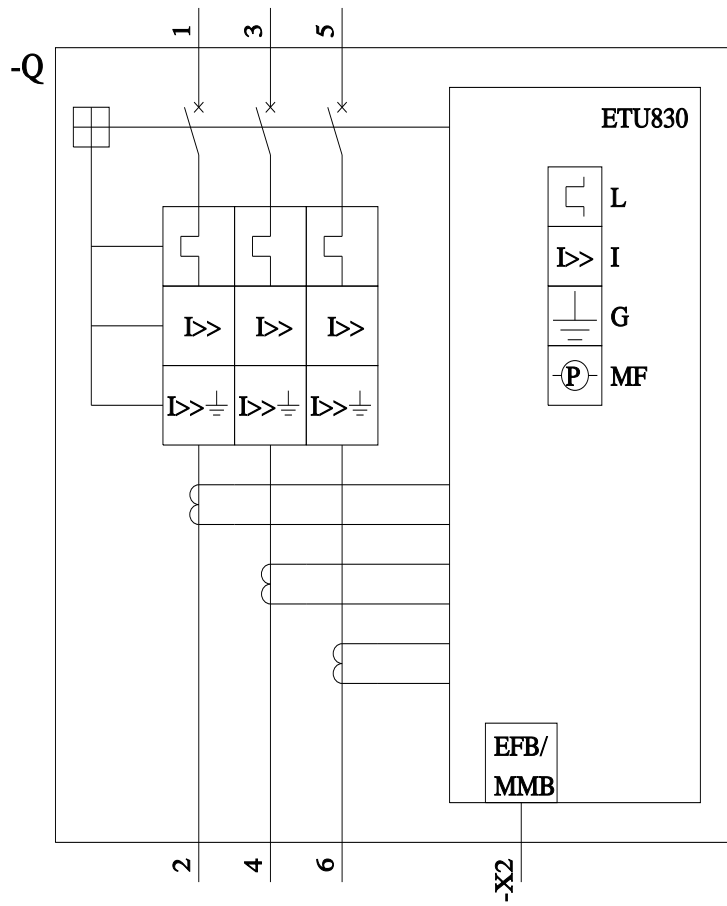 1 3 5
-Q
ETU830
L
I>> I
G
P MF
I>> I>> I>>
I>> I>> I>>
EFB/
MMB
2 4 6 -X2